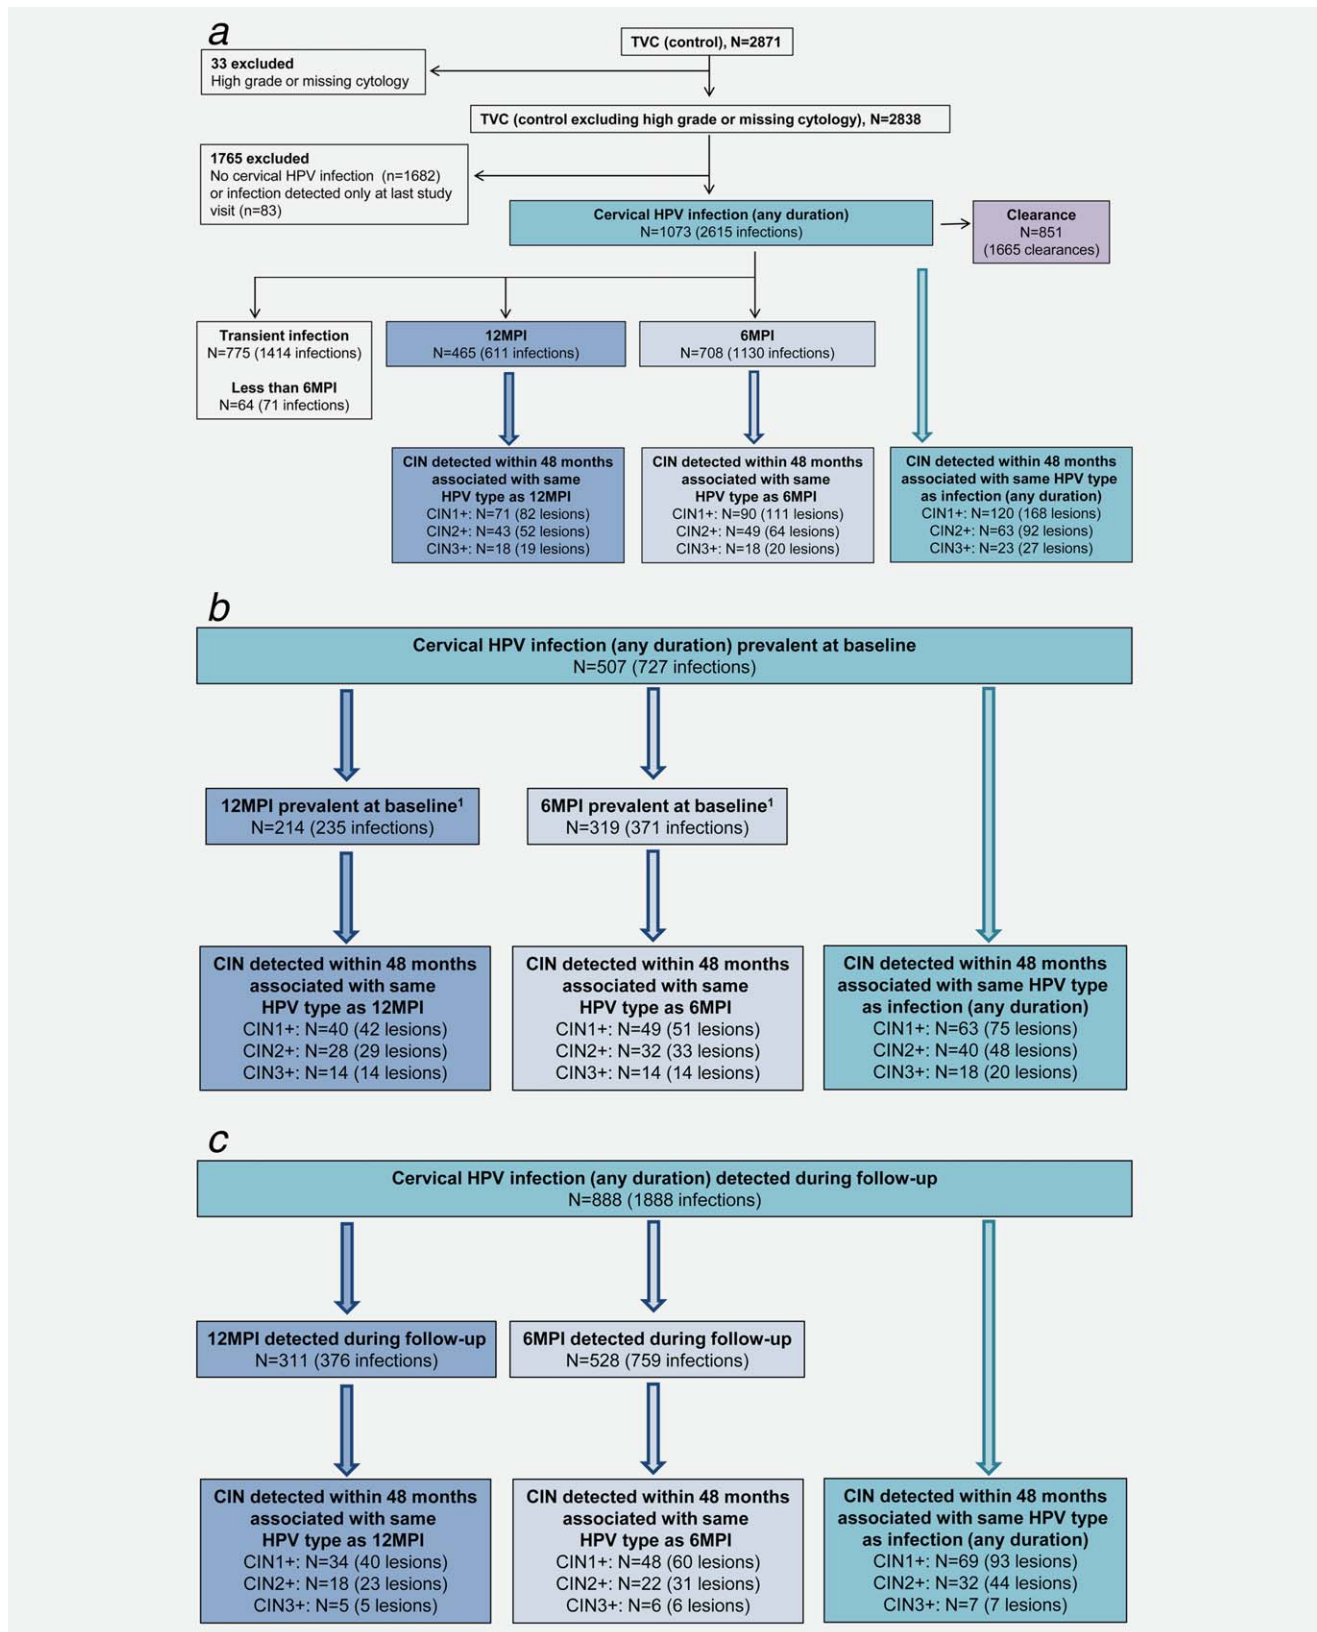 a
TVC (control), N=2871
33 excluded
High grade or missing cytology
TVC (control excluding high grade or missing cytology), N=2838
1765 excluded
No cervical HPV infection (n=1682)
or infection detected only at last study
visit (n=83)
Cervical HPV infection (any duration)
N=1073 (2615 infections)
Clearance
N=851
(1665 clearances)
Transient infection
N=775 (1414 infections)
Less than 6MPI
N=64 (71 infections)
12MPI
N=465 (611 infections)
6MPI
N=708 (1130 infections)
CIN detected within 48 months
associated with same
HPV type as 12MPI
CIN1+: N=71 (82 lesions)
CIN2+: N=43 (52 lesions)
CIN3+: N=18 (19 lesions)
CIN detected within 48 months
associated with same
HPV type as 6MPI
CIN1+: N=90 (111 lesions)
CIN2+: N=49 (64 lesions)
CIN3+: N=18 (20 lesions)
CIN detected within 48 months
associated with same HPV type
as infection (any duration)
CIN1+: N=120 (168 lesions)
CIN2+: N=63 (92 lesions)
CIN3+: N=23 (27 lesions)
b
Cervical HPV infection (any duration) prevalent at baseline
N=507 (727 infections)
12MPI prevalent at baseline¹
N=214 (235 infections)
6MPI prevalent at baseline¹
N=319 (371 infections)
CIN detected within 48 months
associated with same
HPV type as 12MPI
CIN1+: N=40 (42 lesions)
CIN2+: N=28 (29 lesions)
CIN3+: N=14 (14 lesions)
CIN detected within 48 months
associated with same
HPV type as 6MPI
CIN1+: N=49 (51 lesions)
CIN2+: N=32 (33 lesions)
CIN3+: N=14 (14 lesions)
CIN detected within 48 months
associated with same HPV type
as infection (any duration)
CIN1+: N=63 (75 lesions)
CIN2+: N=40 (48 lesions)
CIN3+: N=18 (20 lesions)
c
Cervical HPV infection (any duration) detected during follow-up
N=888 (1888 infections)
12MPI detected during follow-up
N=311 (376 infections)
6MPI detected during follow-up
N=528 (759 infections)
CIN detected within 48 months
associated with same
HPV type as 12MPI
CIN1+: N=34 (40 lesions)
CIN2+: N=18 (23 lesions)
CIN3+: N=5 (5 lesions)
CIN detected within 48 months
associated with same
HPV type as 6MPI
CIN1+: N=48 (60 lesions)
CIN2+: N=22 (31 lesions)
CIN3+: N=6 (6 lesions)
CIN detected within 48 months
associated with same HPV type
as infection (any duration)
CIN1+: N=69 (93 lesions)
CIN2+: N=32 (44 lesions)
CIN3+: N=7 (7 lesions)